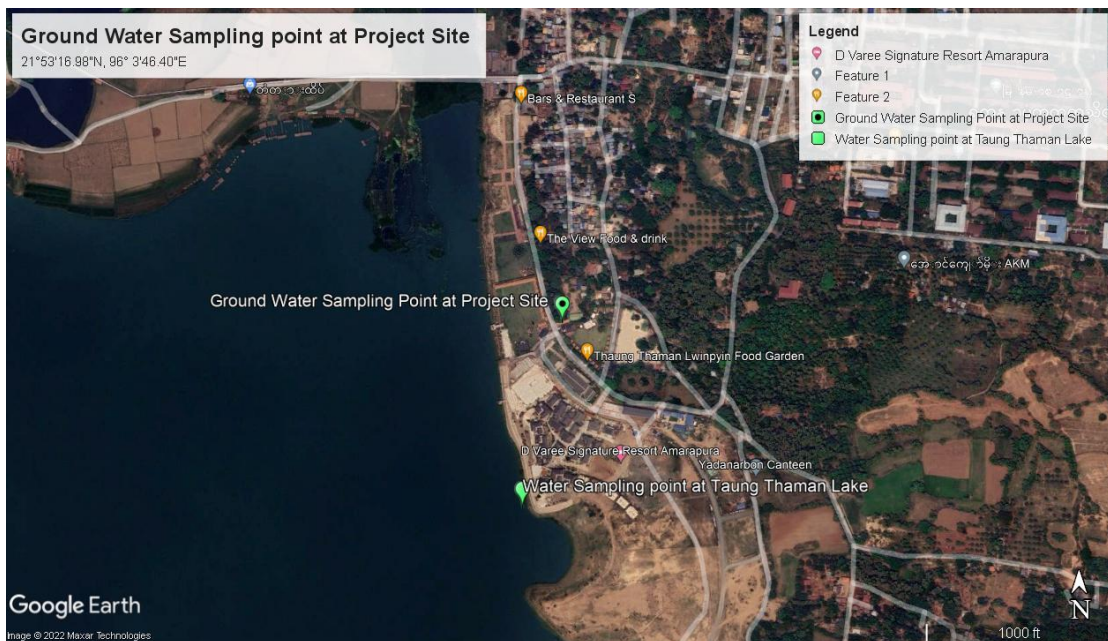 Ground Water Sampling point at Project Site
21°53'16.98"N, 96° 3'46.40"E
Legend
D Varee Signature Resort Amarapura
Feature 1
Feature 2
Ground Water Sampling Point at Project Site
Water Sampling point at Taung Thaman Lake
Bars & Restaurant S
The View Food & drink
AKM
Ground Water Sampling Point at Project Site
Thaung Thaman Lwinpyin Food Garden
D Varee Signature Resort Amarapura
Yadanarbon Canteen
Water Sampling point at Taung Thaman Lake
Google Earth
N
Image © 2022 Maxar Technologies
1000 ft